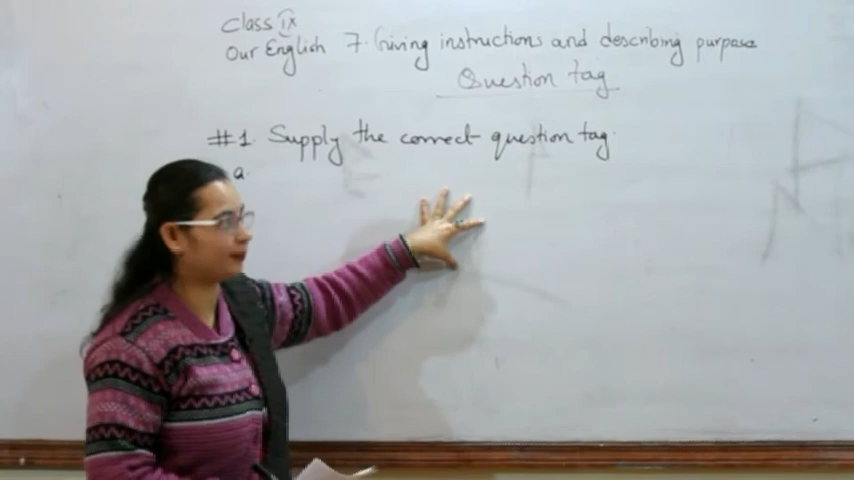 Class IX
Our English 7. Giving instructions and describing purpose
Question tag
#1. Supply the correct question tag.
a.